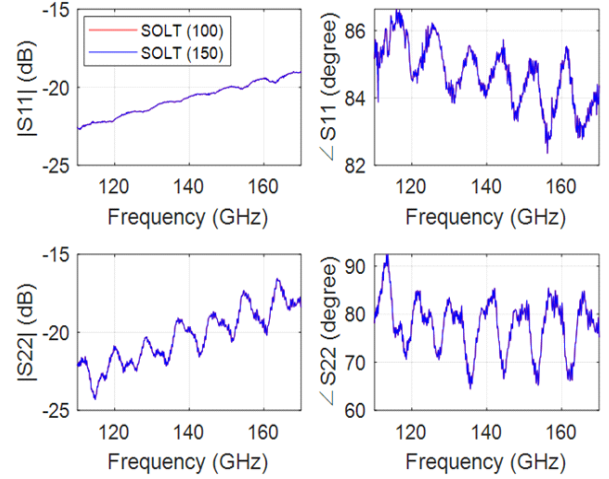 -15
-20
-25
|S11| (dB)
SOLT (100)
SOLT (150)
120
140
160
Frequency (GHz)
86
84
82
∠ S11 (degree)
120
140
160
Frequency (GHz)
-15
-20
-25
|S22| (dB)
120
140
160
Frequency (GHz)
90
80
70
60
∠ S22 (degree)
120
140
160
Frequency (GHz)